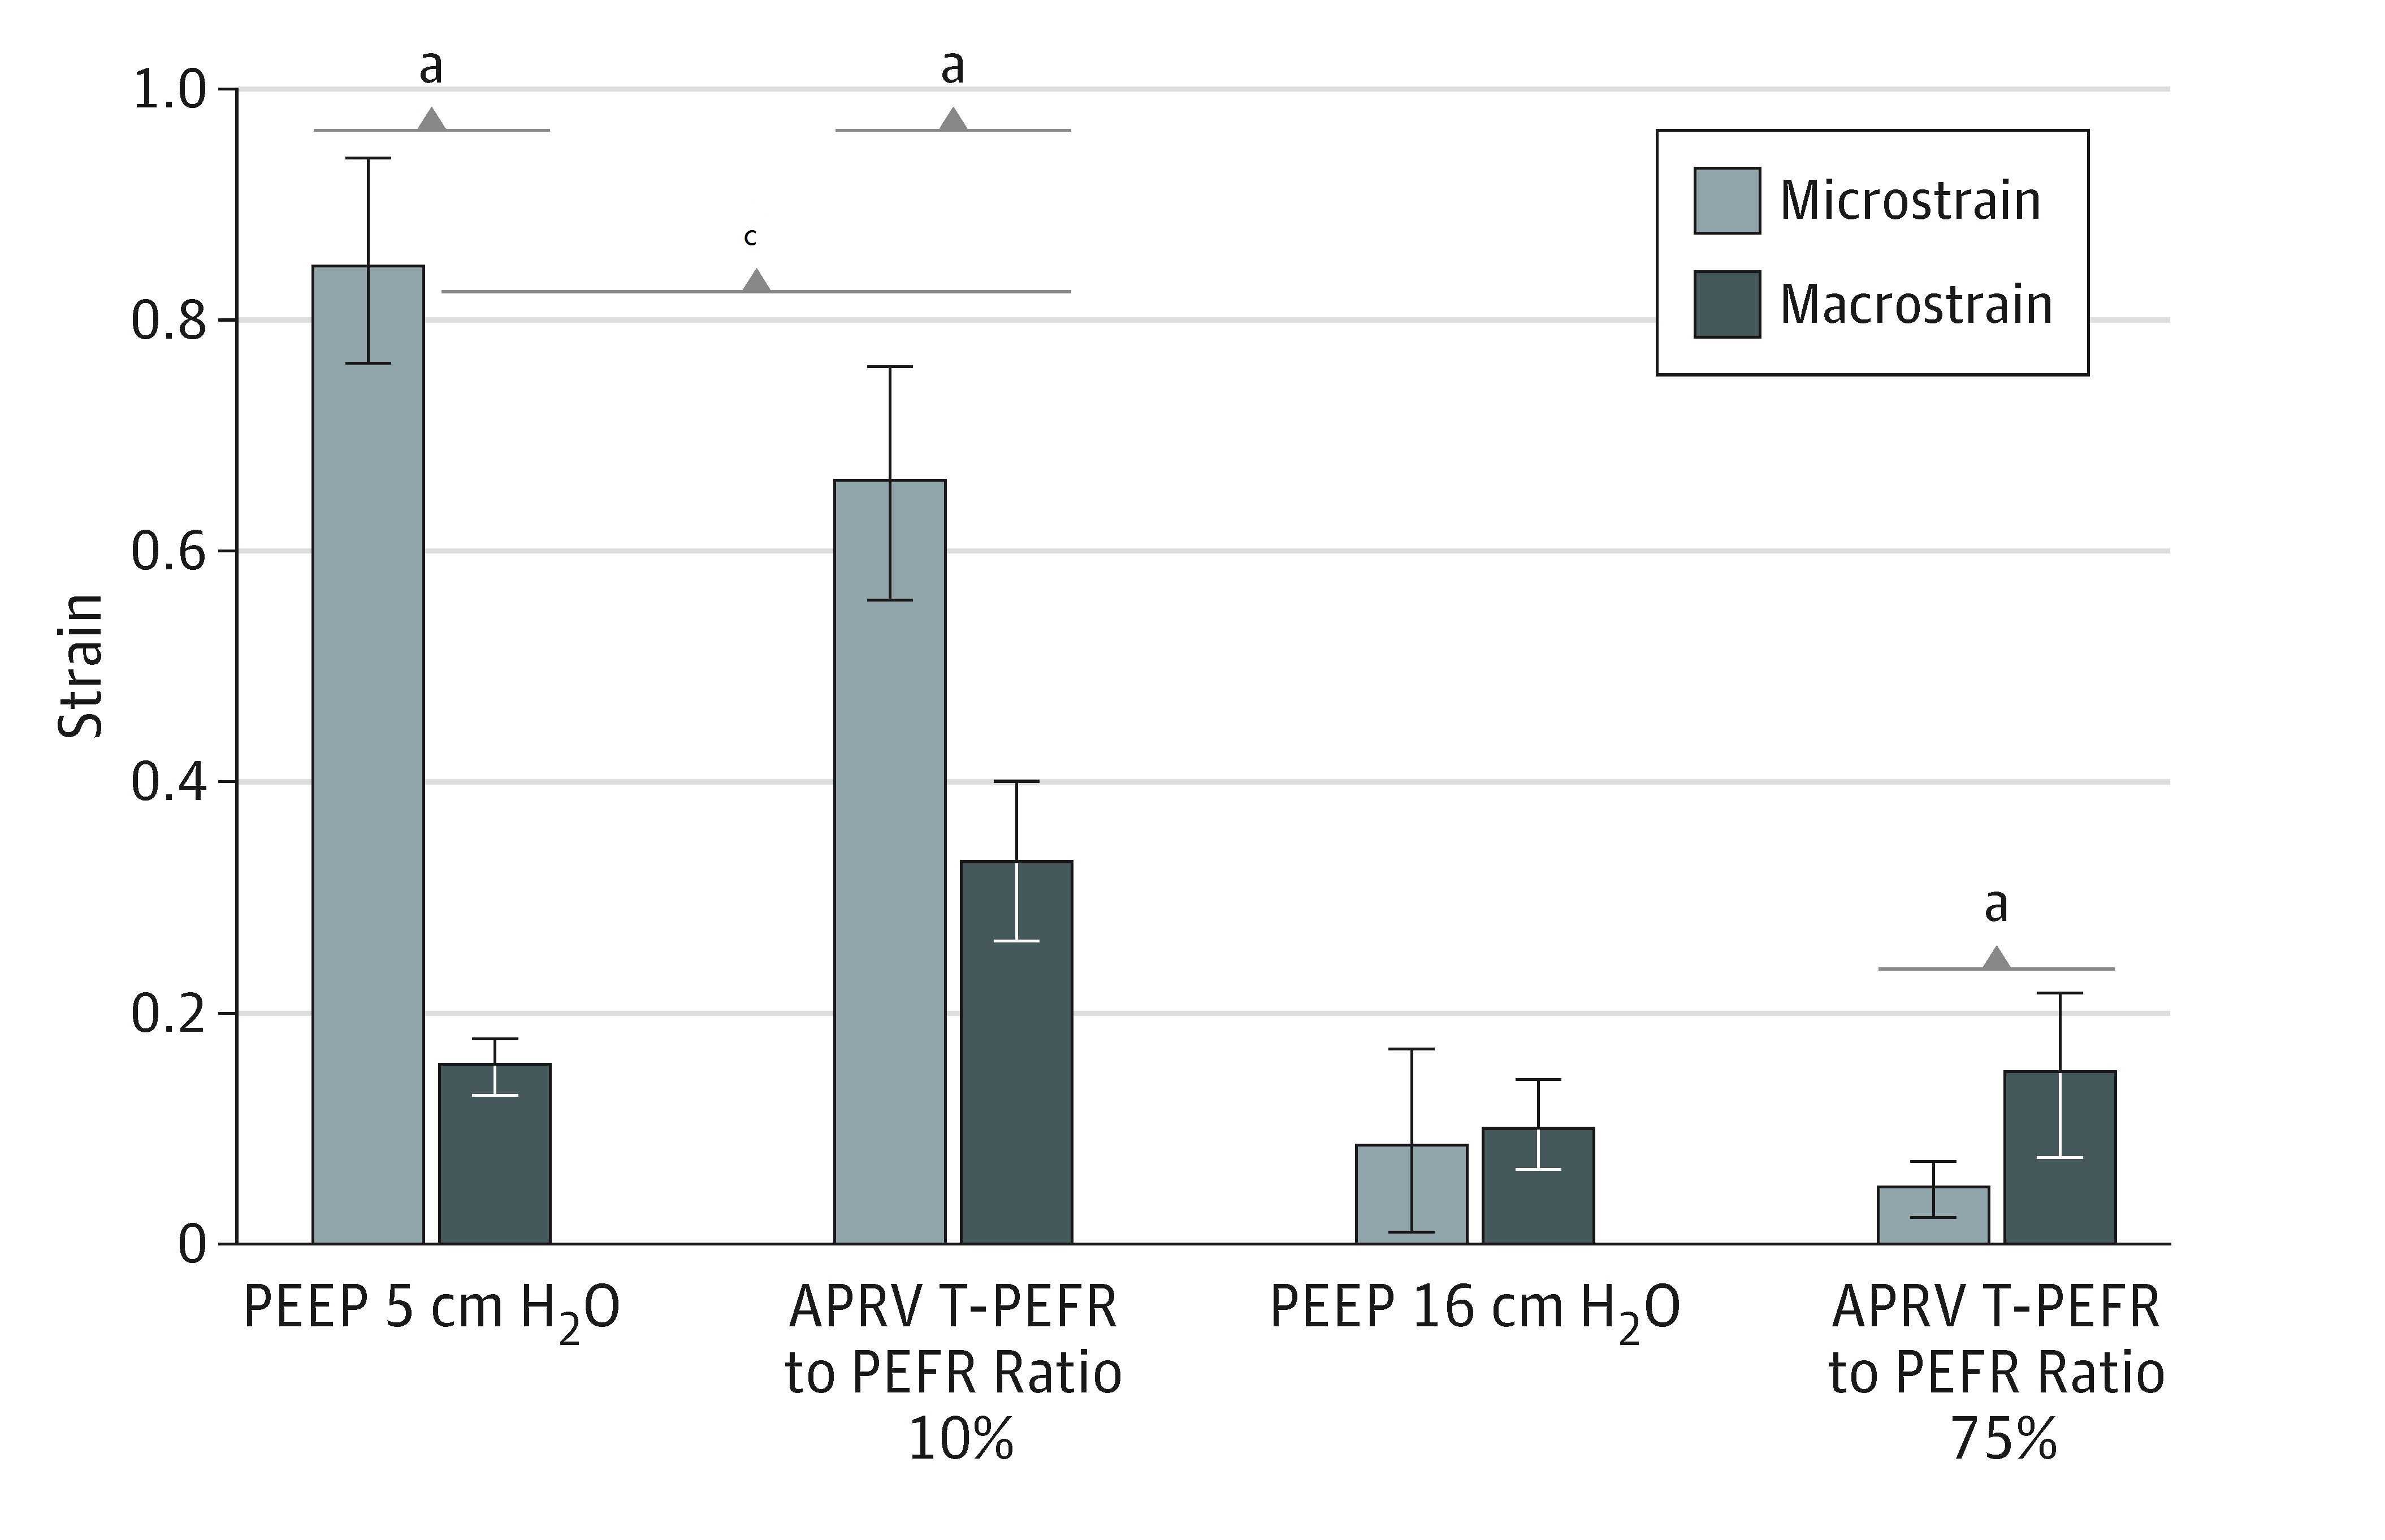 a
a
1.0
c
Microstrain
Macrostrain
0.8
0.6
Strain
0.4
a
0.2
0
PEEP 5 cm H₂O
APRV T-PEFR
to PEFR Ratio
10%
PEEP 16 cm H₂O
APRV T-PEFR
to PEFR Ratio
75%